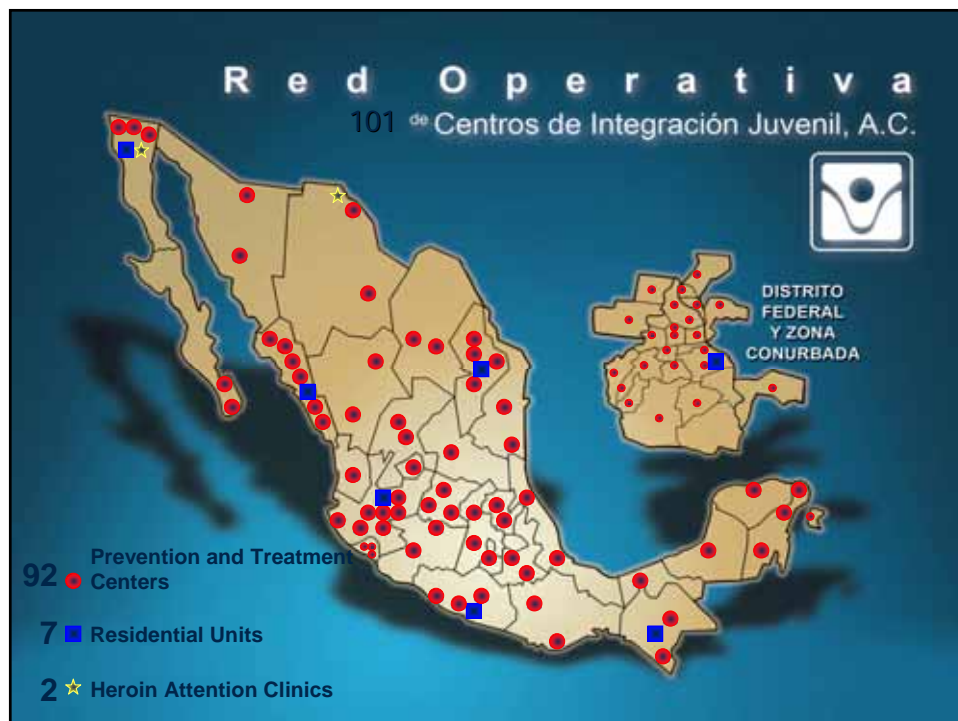 Red Operativa
101 de Centros de Integración Juvenil, A.C.
DISTRITO
FEDERAL
Y ZONA
CONURBADA
92 Prevention and Treatment
Centers
7 Residential Units
2 Heroin Attention Clinics